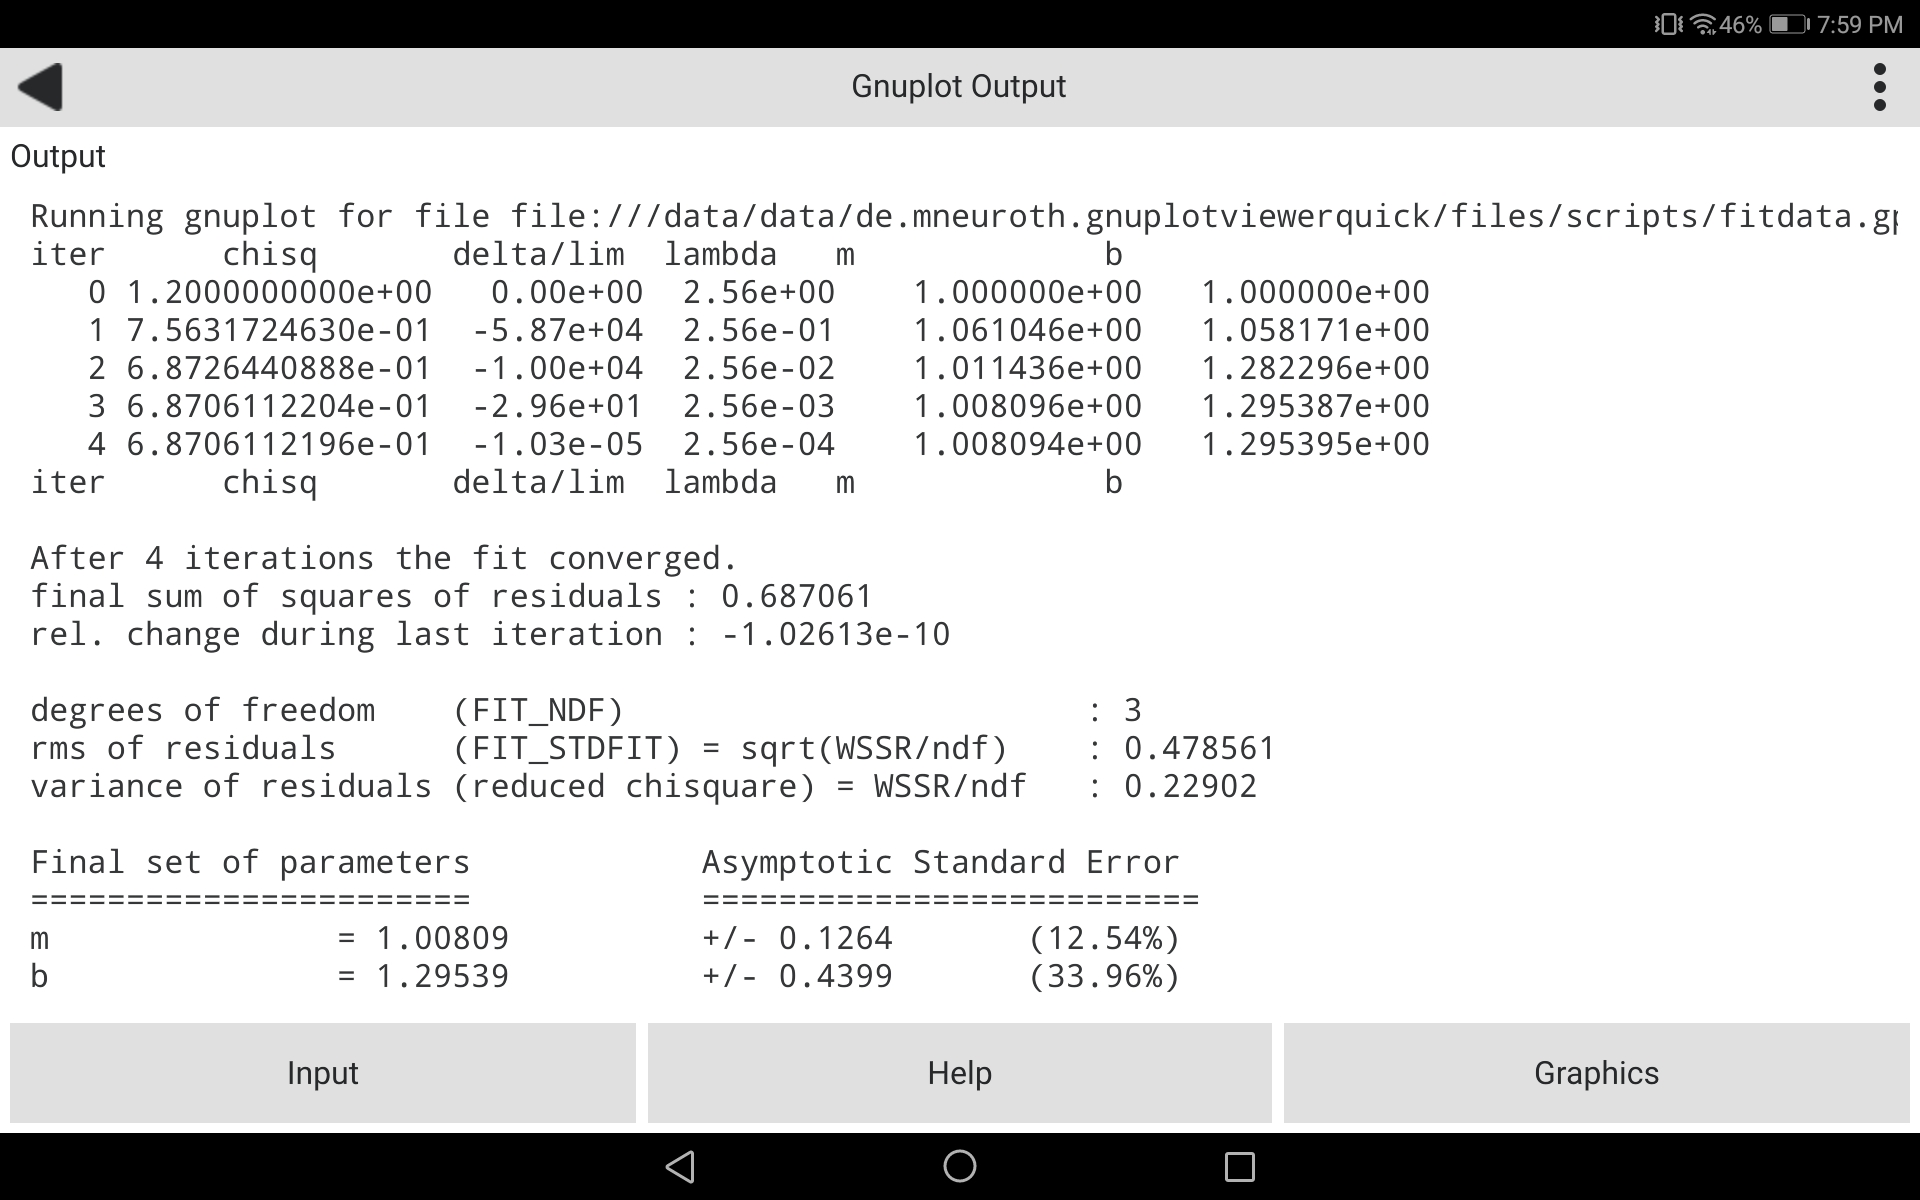 46% 7:59 PM
Gnuplot Output
Output
Running gnuplot for file file:///data/data/de.mneuroth.gnuplotviewerquick/files/scripts/fitdata.gp
iter chisq delta/lim lambda m b
0 1.2000000000e+00 0.00e+00 2.56e+00 1.000000e+00 1.000000e+00
1 7.5631724630e-01 -5.87e+04 2.56e-01 1.061046e+00 1.058171e+00
2 6.8726440888e-01 -1.00e+04 2.56e-02 1.011436e+00 1.282296e+00
3 6.8706112204e-01 -2.96e+01 2.56e-03 1.008096e+00 1.295387e+00
4 6.8706112196e-01 -1.03e-05 2.56e-04 1.008094e+00 1.295395e+00
iter chisq delta/lim lambda m b
After 4 iterations the fit converged.
final sum of squares of residuals : 0.687061
rel. change during last iteration : -1.02613e-10
degrees of freedom (FIT_NDF) : 3
rms of residuals (FIT_STDFIT) = sqrt(WSSR/ndf) : 0.478561
variance of residuals (reduced chisquare) = WSSR/ndf : 0.22902
Final set of parameters Asymptotic Standard Error
======================= ==========================
m = 1.00809 +/- 0.1264 (12.54%)
b = 1.29539 +/- 0.4399 (33.96%)
Input Help Graphics